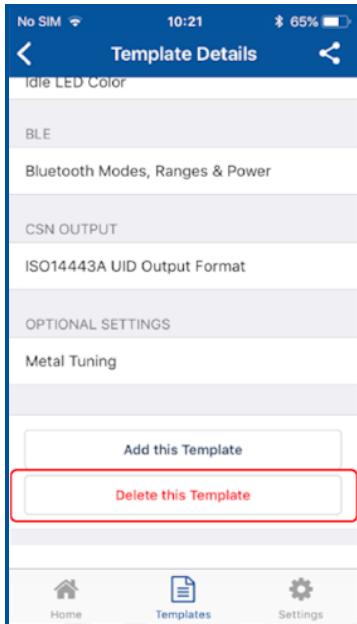 No SIM 10:21 65%
Template Details
Idle LED Color
BLE
Bluetooth Modes, Ranges & Power
CSN OUTPUT
ISO14443A UID Output Format
OPTIONAL SETTINGS
Metal Tuning
Add this Template
Delete this Template
Home Templates Settings